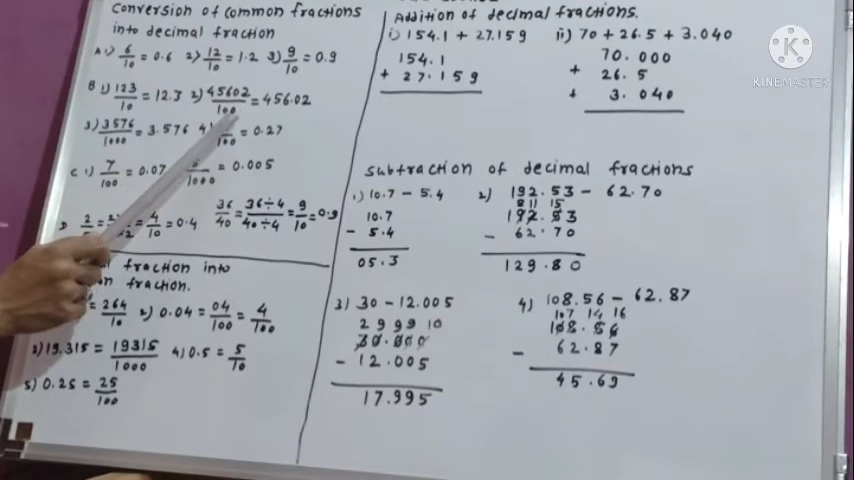 Conversion of common fractions
into decimal fraction
A 1) 6/10 = 0.6 2) 12/10 = 1.2 3) 9/10 = 0.9
B 1) 123/10 = 12.3 2) 45602/100 = 456.02
3) 3576/1000 = 3.576 4) /100 = 0.27
C 1) 7/100 = 0.07 /1000 = 0.005
D 2/ = = 4/10 = 0.4 36/40 = 36÷4/40÷4 = 9/10 = 0.9
fraction into
fraction.
= 264/10 2) 0.04 = 04/100 = 4/100
3) 19.315 = 19315/1000 4) 0.5 = 5/10
5) 0.25 = 25/100
Addition of decimal fractions.
i) 154.1 + 27.159 ii) 70 + 26.5 + 3.040
154.1
+ 27.159
70.000
+ 26.5
+ 3.040
Subtraction of decimal fractions
1) 10.7 - 5.4
10.7
- 5.4
05.3
2) 192.53 - 62.70
8 11 15
192.53
- 62.70
129.80
3) 30 - 12.005
2 9 9 9 10
30.000
- 12.005
17.995
4) 108.56 - 62.87
107 14 16
108.56
- 62.87
45.69
KINEMASTER